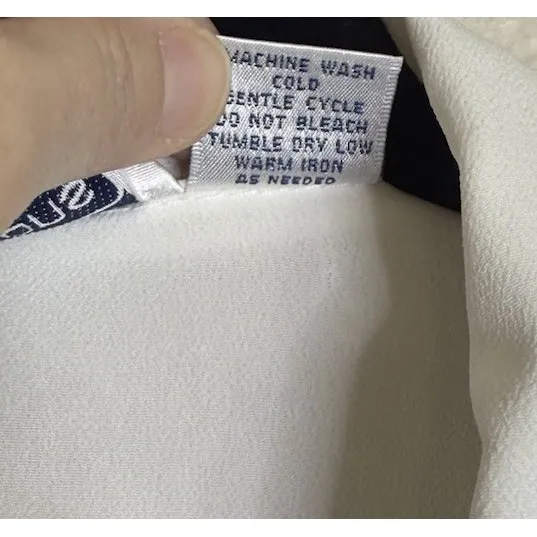 MACHINE WASH
COLD
GENTLE CYCLE
DO NOT BLEACH
TUMBLE DRY LOW
WARM IRON
AS NEEDED